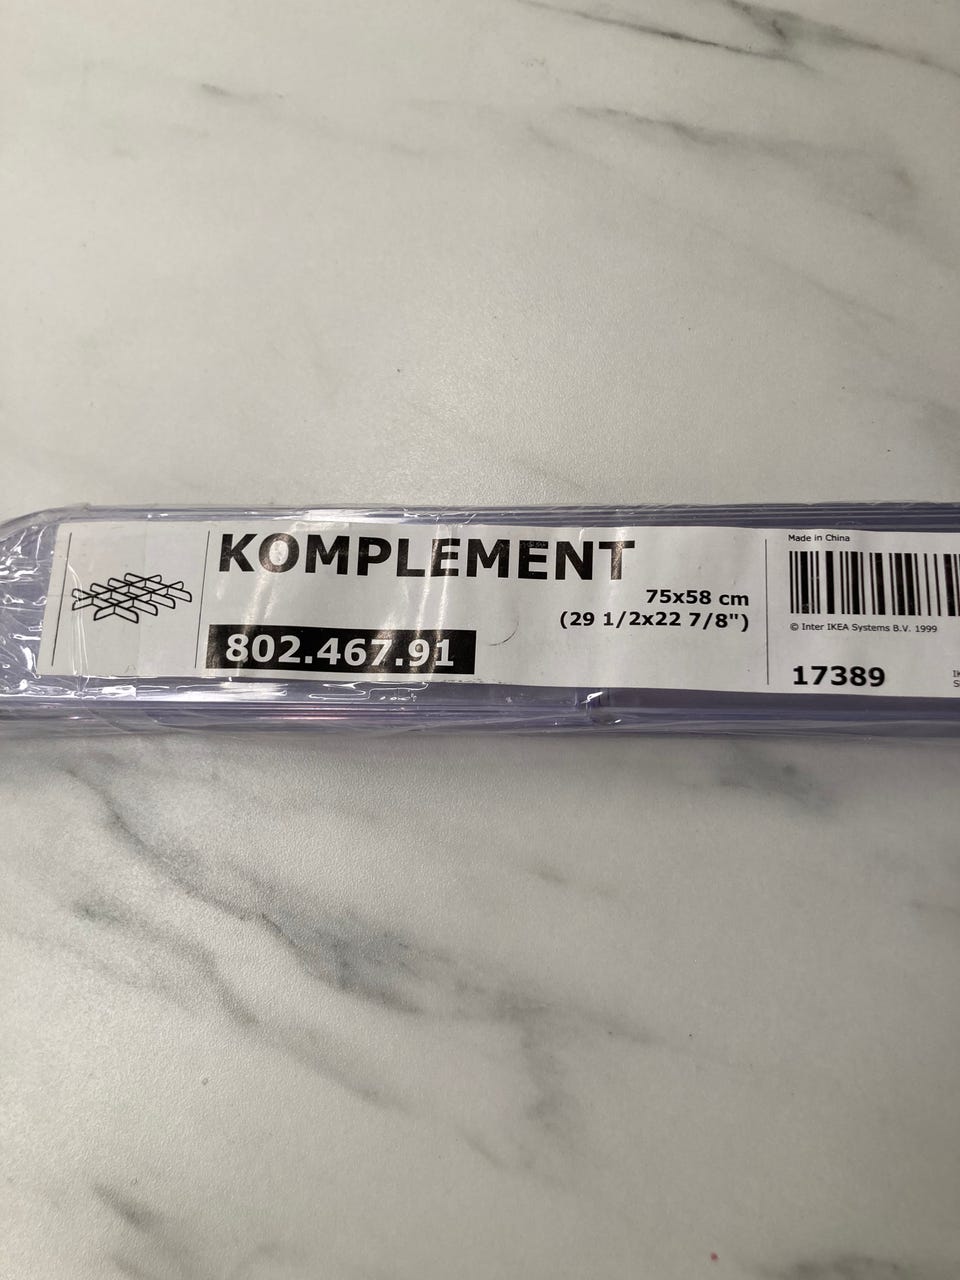 KOMPLEMENT
75x58 cm
(29 1/2x22 7/8")
802.467.91
Made in China
© Inter IKEA Systems B.V. 1999
17389